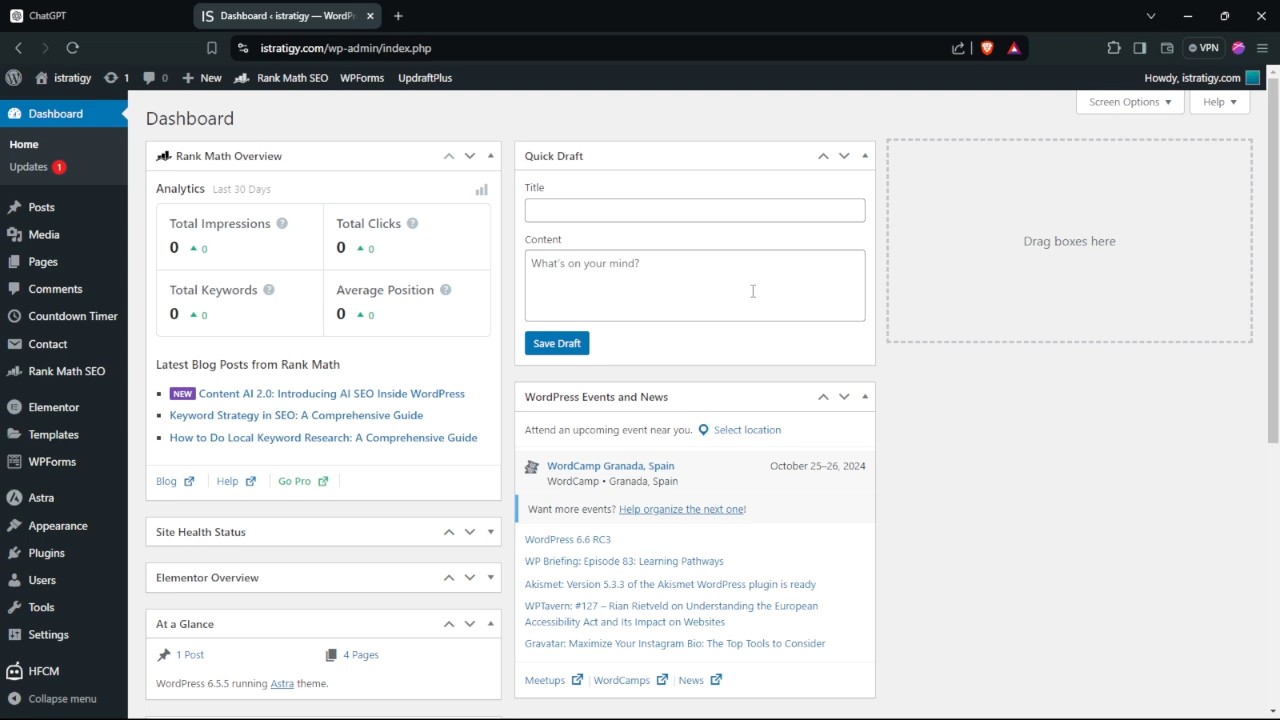 ChatGPT
IS Dashboard ‹ istratigy — WordPr
istratigy.com/wp-admin/index.php
VPN
istratigy 1 0 New Rank Math SEO WPForms UpdraftPlus Howdy, istratigy.com
Screen Options Help
Dashboard
Home
Updates 1
Posts
Media
Pages
Comments
Countdown Timer
Contact
Rank Math SEO
Elementor
Templates
WPForms
Astra
Appearance
Plugins
Users
Tools
Settings
HFCM
Collapse menu
Dashboard
Rank Math Overview
Analytics Last 30 Days
Total Impressions ?
0 0
Total Clicks ?
0 0
Total Keywords ?
0 0
Average Position ?
0 0
Latest Blog Posts from Rank Math
NEW Content AI 2.0: Introducing AI SEO Inside WordPress
Keyword Strategy in SEO: A Comprehensive Guide
How to Do Local Keyword Research: A Comprehensive Guide
Blog Help Go Pro
Site Health Status
Elementor Overview
At a Glance
1 Post 4 Pages
WordPress 6.5.5 running Astra theme.
Quick Draft
Title
Content
What's on your mind?
Save Draft
WordPress Events and News
Attend an upcoming event near you. Select location
WordCamp Granada, Spain October 25–26, 2024
WordCamp • Granada, Spain
Want more events? Help organize the next one!
WordPress 6.6 RC3
WP Briefing: Episode 83: Learning Pathways
Akismet: Version 5.3.3 of the Akismet WordPress plugin is ready
WPTavern: #127 – Rian Rietveld on Understanding the European
Accessibility Act and Its Impact on Websites
Gravatar: Maximize Your Instagram Bio: The Top Tools to Consider
Meetups WordCamps News
Drag boxes here